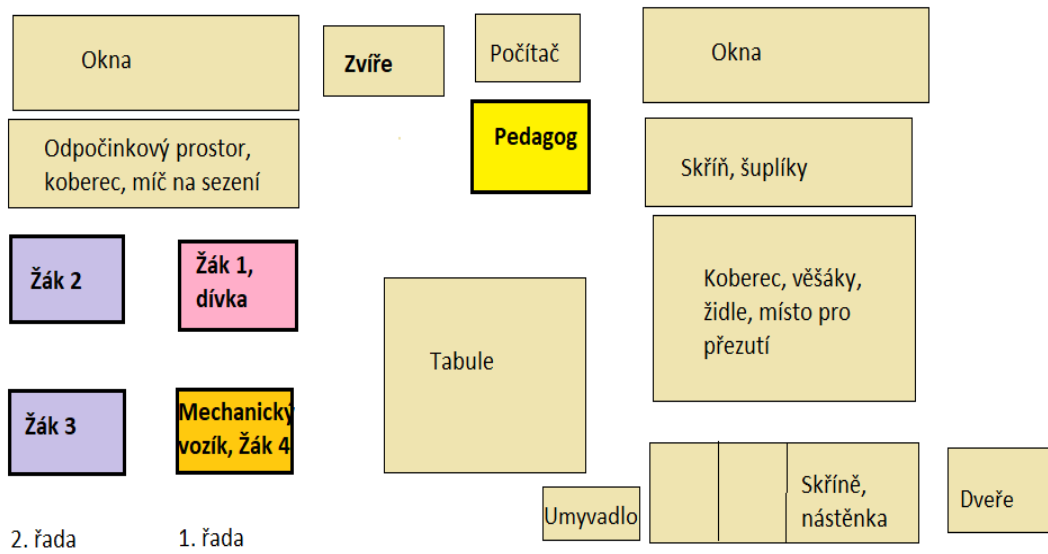 Okna
Zvíře
Počítač
Okna
Pedagog
Odpočinkový prostor,
koberec, míč na sezení
Skříň, šuplíky
Žák 2
Žák 1,
dívka
Koberec, věšáky,
židle, místo pro
přezutí
Tabule
Žák 3
Mechanický
vozík, Žák 4
Umyvadlo
Skříně,
nástěnka
Dveře
2. řada
1. řada